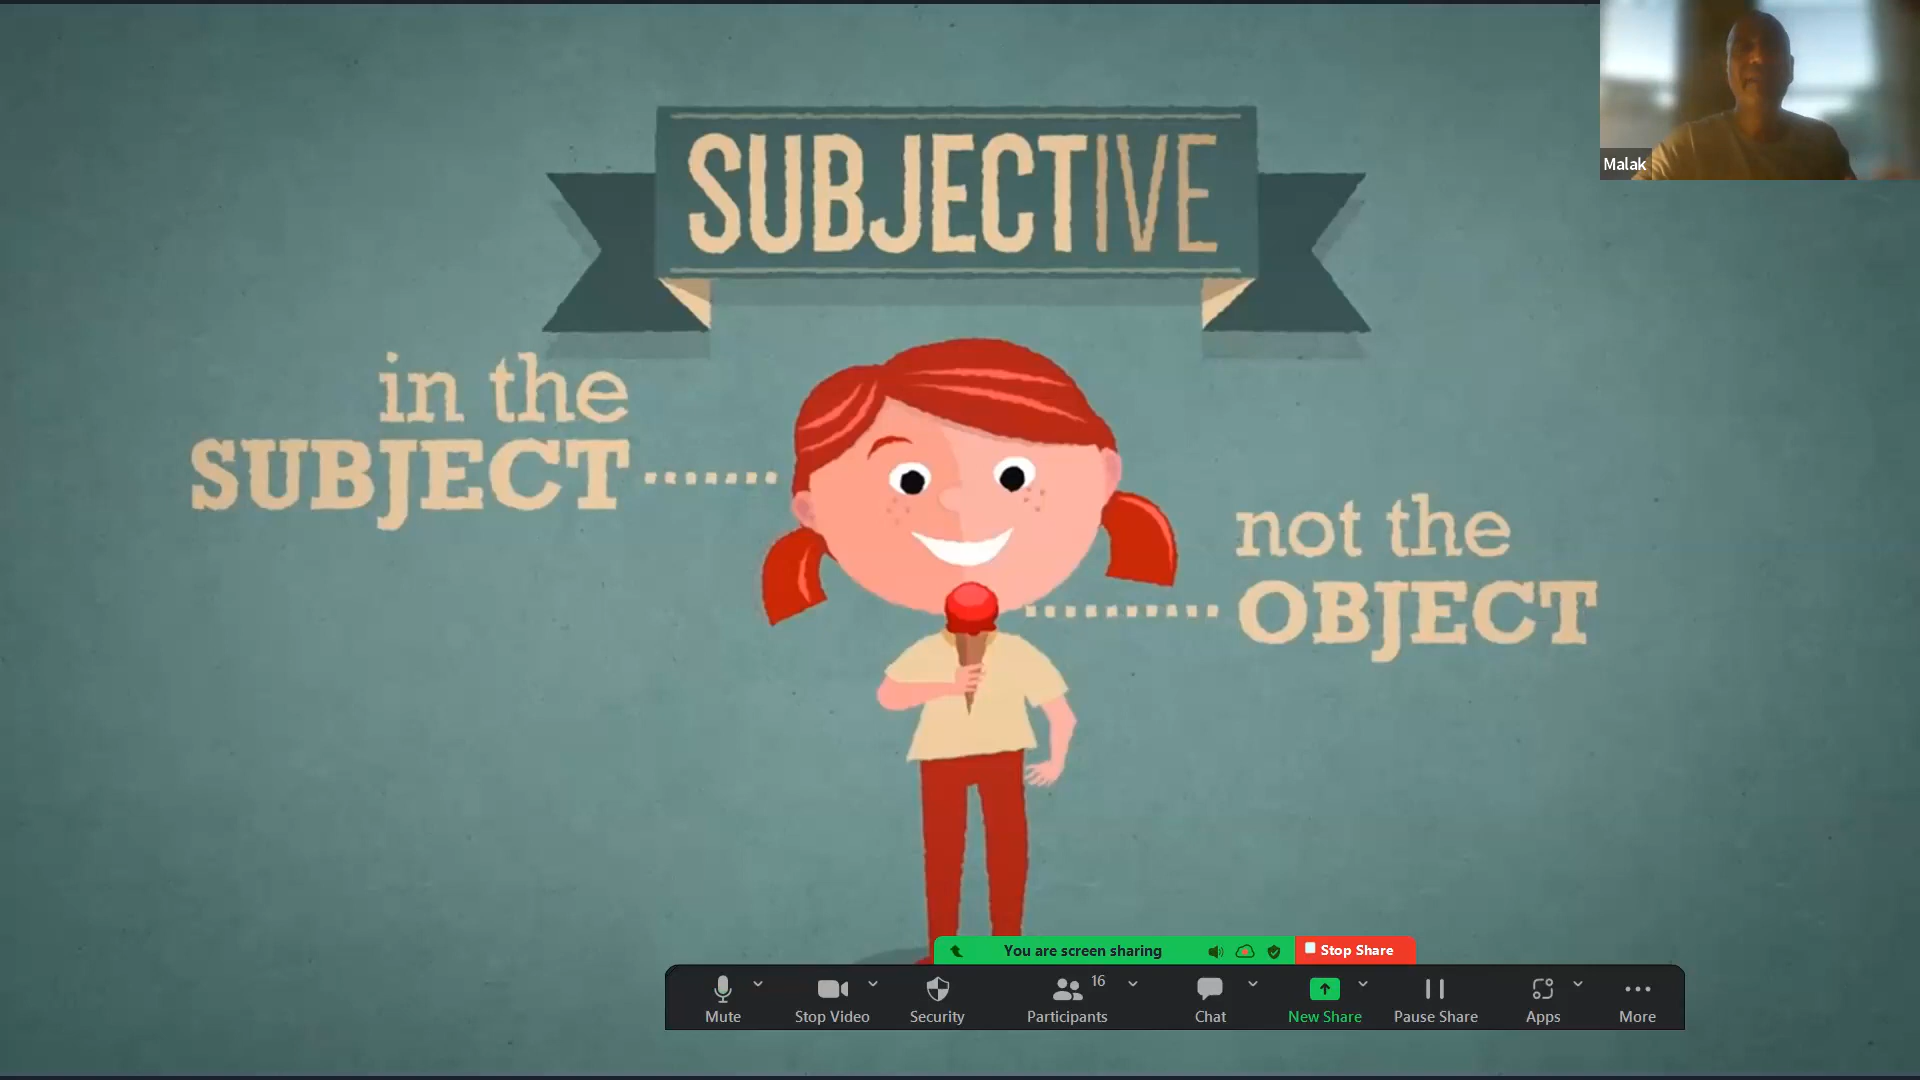 SUBJECTIVE
Malak
in the
SUBJECT
not the
OBJECT
You are screen sharing
Stop Share
16
Mute
Stop Video
Security
Participants
Chat
New Share
Pause Share
Apps
More